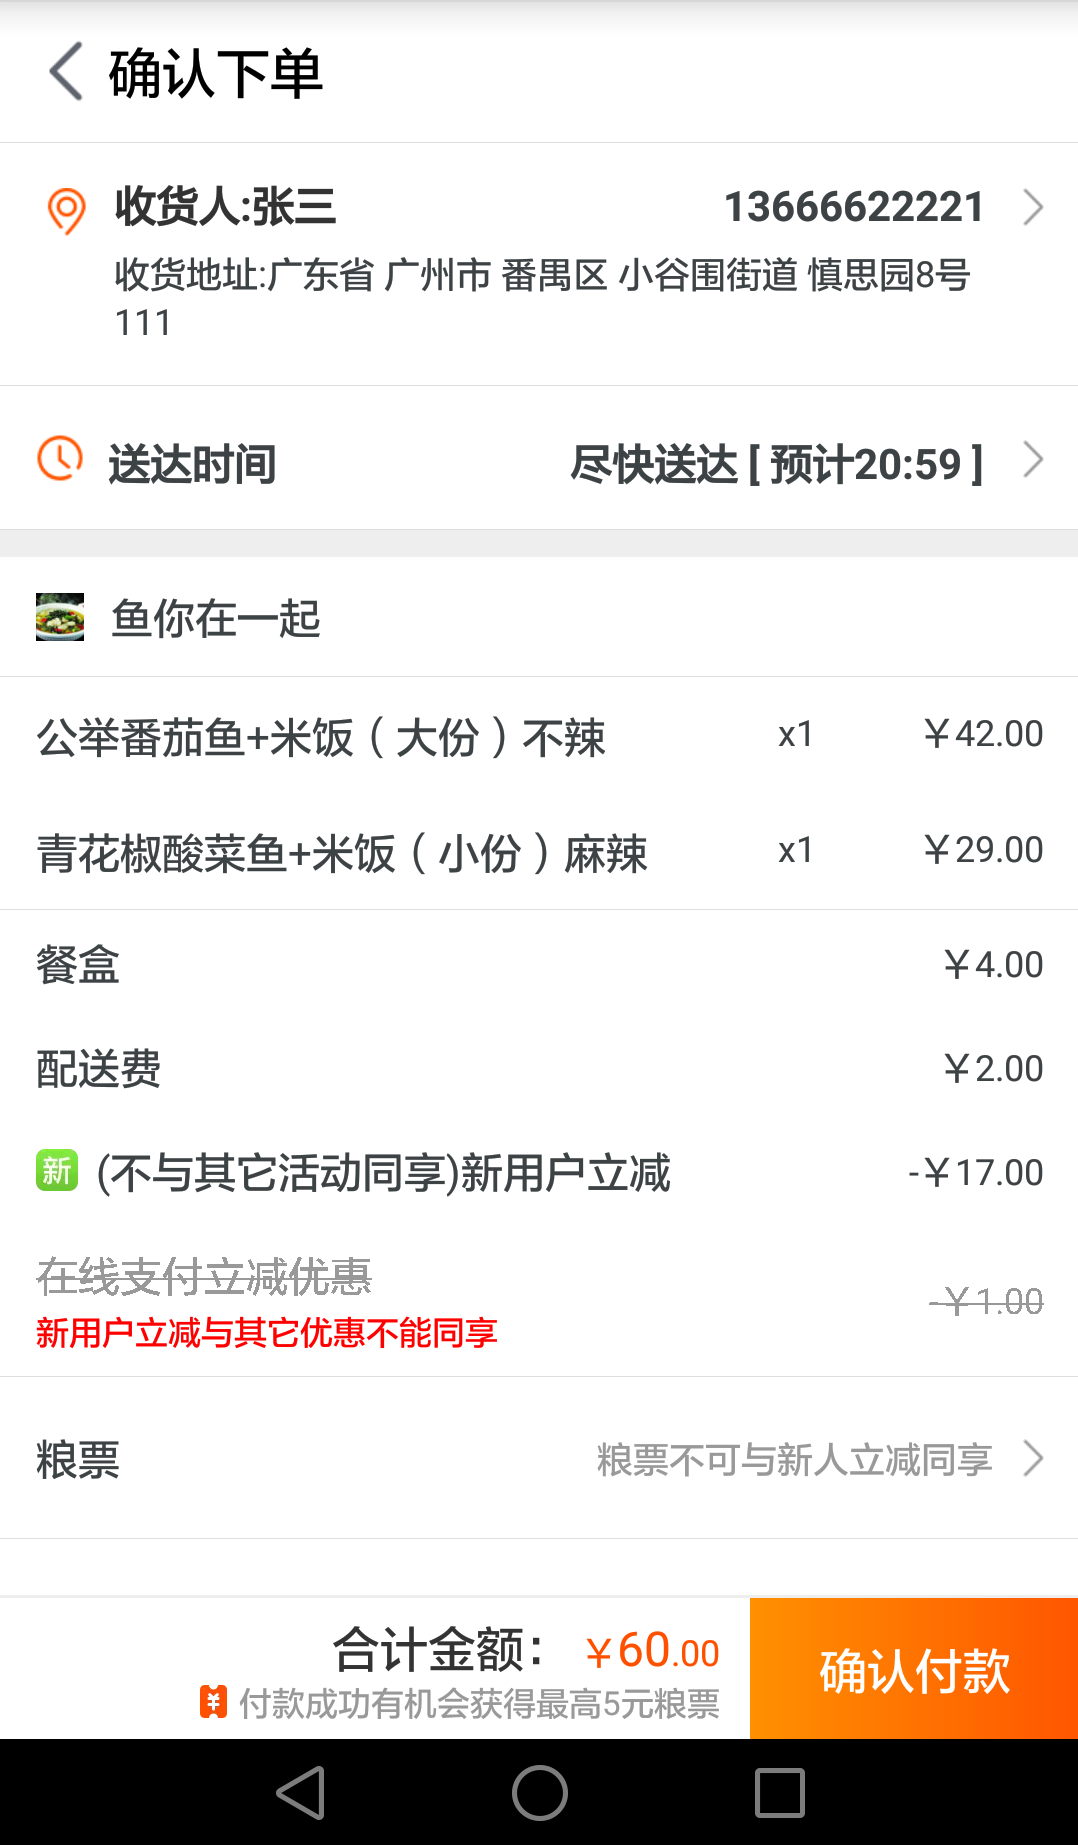 确认下单
收货人:张三 13666622221
收货地址:广东省 广州市 番禺区 小谷围街道 慎思园8号
111
送达时间 尽快送达 [ 预计20:59 ]
鱼你在一起
公举番茄鱼+米饭（大份）不辣 x1 ￥42.00
青花椒酸菜鱼+米饭（小份）麻辣 x1 ￥29.00
餐盒 ￥4.00
配送费 ￥2.00
新 (不与其它活动同享)新用户立减 -￥17.00
在线支付立减优惠 -￥1.00
新用户立减与其它优惠不能同享
粮票 粮票不可与新人立减同享
合计金额： ￥60.00
¥ 付款成功有机会获得最高5元粮票
确认付款